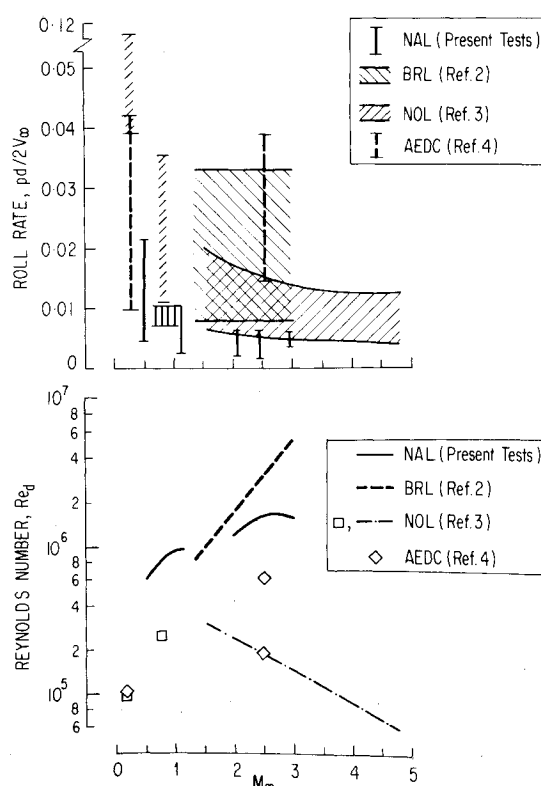 0·12
0·05
0·04
0·03
0·02
0·01
0
ROLL RATE, pd/2V∞
NAL (Present Tests)
BRL (Ref. 2)
NOL (Ref. 3)
AEDC (Ref. 4)
10⁷
8
6
4
2
10⁶
8
6
4
2
10⁵
8
6
REYNOLDS NUMBER, Re_d
NAL (Present Tests)
BRL (Ref. 2)
NOL (Ref. 3)
AEDC (Ref. 4)
0 1 2 3 4 5
M∞